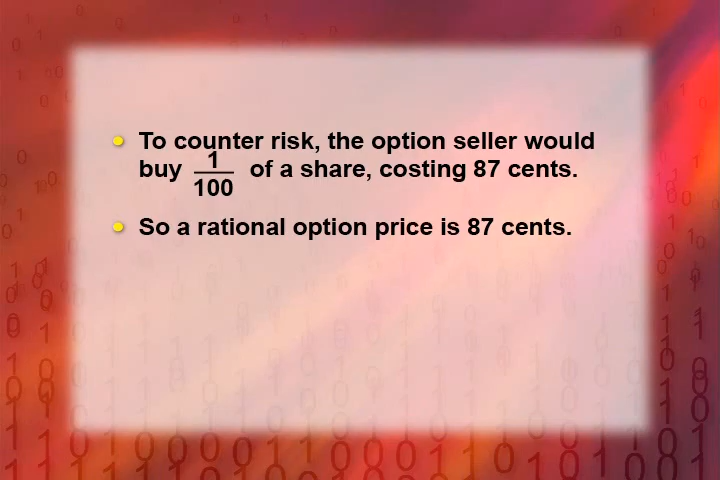 To counter risk, the option seller would
buy 1/100 of a share, costing 87 cents.
So a rational option price is 87 cents.